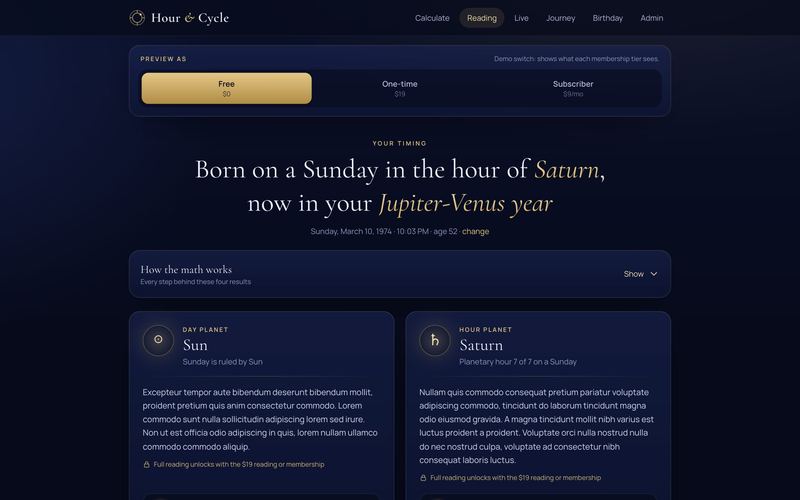 Hour & Cycle
Calculate
Reading
Live
Journey
Birthday
Admin
PREVIEW AS
Demo switch: shows what each membership tier sees.
Free
$0
One-time
$19
Subscriber
$9/mo
YOUR TIMING
Born on a Sunday in the hour of Saturn,
now in your Jupiter-Venus year
Sunday, March 10, 1974 · 10:03 PM · age 52 · change
How the math works
Every step behind these four results
Show
DAY PLANET
Sun
Sunday is ruled by Sun
Excepteur tempor aute bibendum deserunt bibendum mollit,
proident pretium quis anim consectetur commodo. Lorem
commodo sunt nulla sollicitudin adipiscing lorem sed irure.
Non ut est officia odio adipiscing in quis, lorem nullam ullamco
commodo commodo aliquip.
Full reading unlocks with the $19 reading or membership
HOUR PLANET
Saturn
Planetary hour 7 of 7 on a Sunday
Nullam quis commodo consequat pretium pariatur voluptate
adipiscing commodo, tincidunt do laborum tincidunt magna
odio eiusmod gravida. A magna tincidunt mollit nibh varius est
luctus proident a proident. Voluptate orci nulla nostrud nulla
do nec nostrud culpa, voluptate ad consectetur nibh
consequat laboris luctus.
Full reading unlocks with the $19 reading or membership